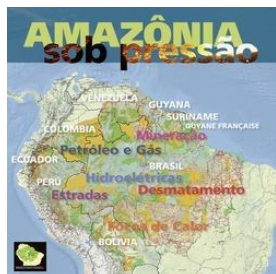 AMAZÔNIA
sob pressão
VENEZUELA
GUYANA
SURINAME
GUYANE FRANÇAISE
COLOMBIA
Mineração
Petróleo e Gás
ECUADOR
BRASIL
PERÚ
Hidroelétricas
Desmatamento
Estradas
Focos de Calor
BOLIVIA